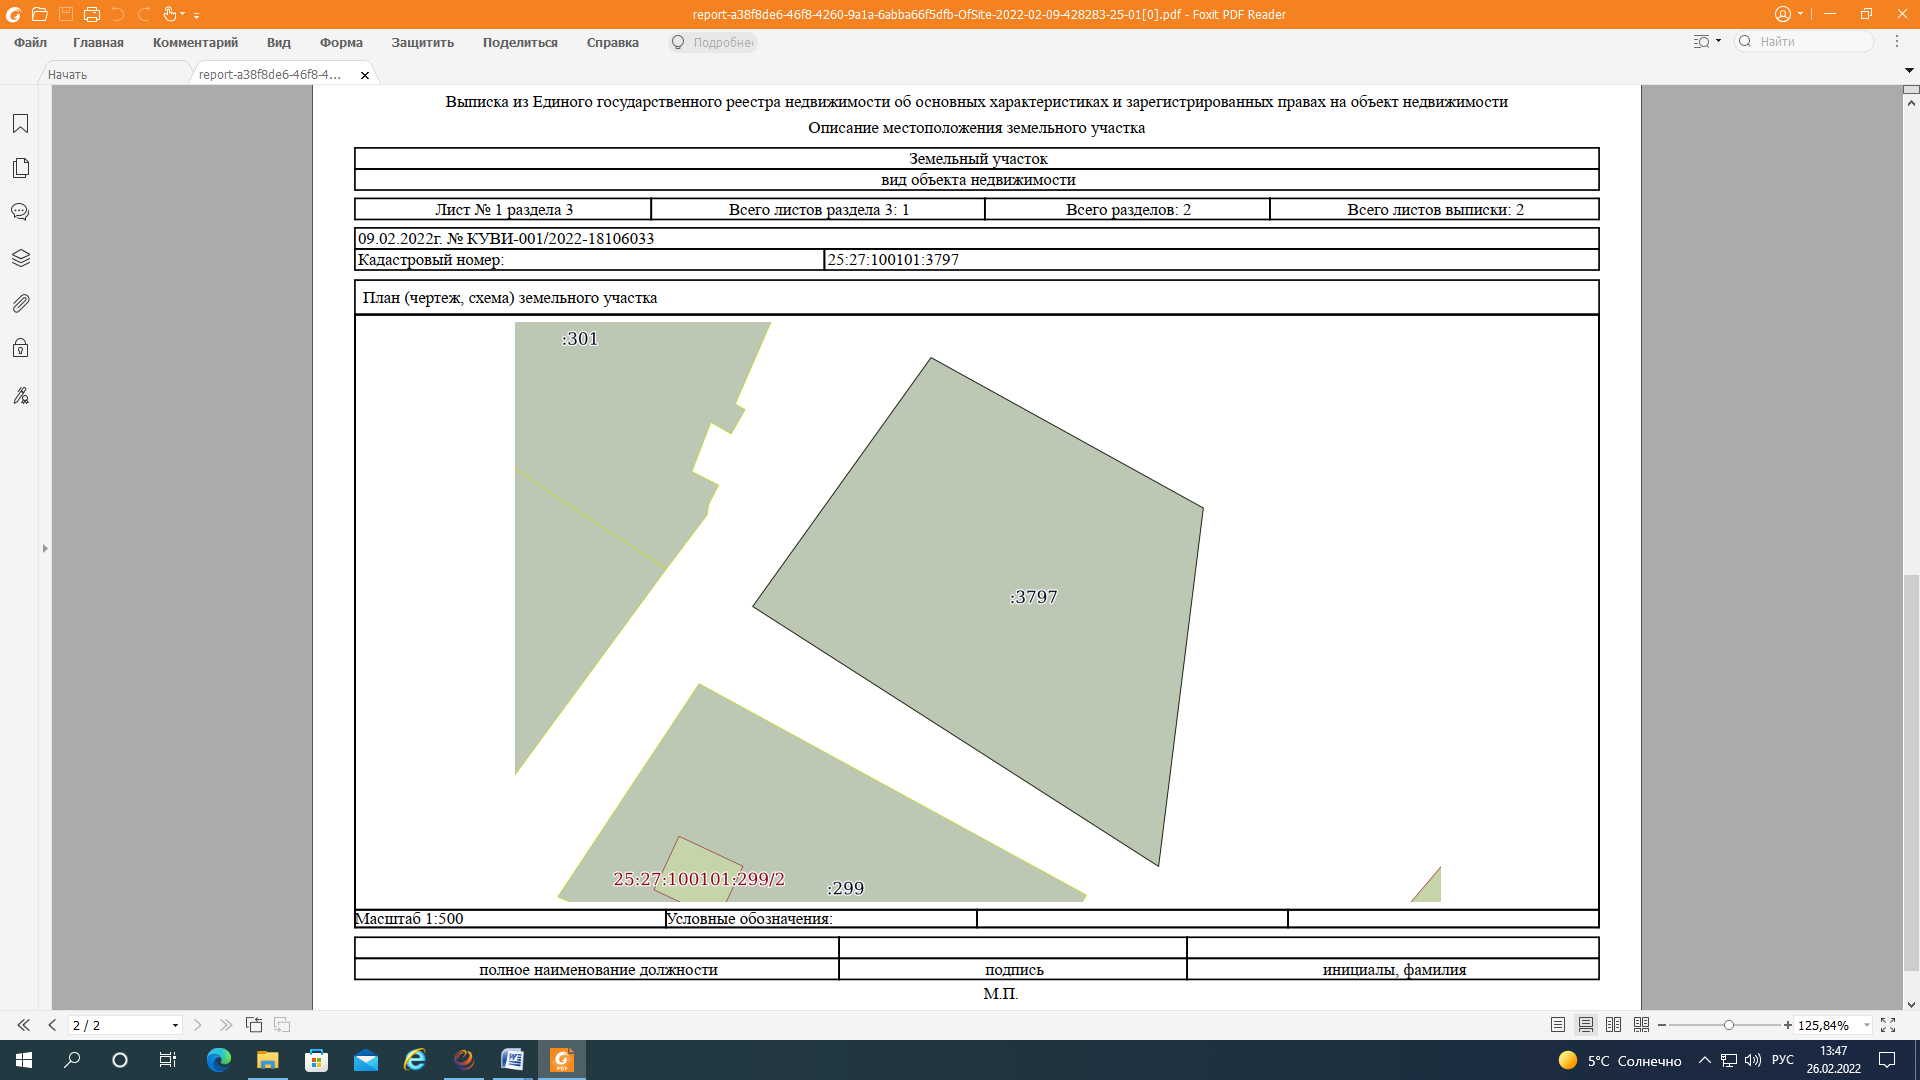 report-a38f8de6-46f8-4260-9a1a-6abba66f5dfb-OfSite-2022-02-09-428283-25-01[0].pdf - Foxit PDF Reader
Файл Главная Комментарий Вид Форма Защитить Поделиться Справка Подробне Найти
Начать report-a38f8de6-46f8-4...
Выписка из Единого государственного реестра недвижимости об основных характеристиках и зарегистрированных правах на объект недвижимости
Описание местоположения земельного участка
Земельный участок
вид объекта недвижимости
Лист № 1 раздела 3 Всего листов раздела 3: 1 Всего разделов: 2 Всего листов выписки: 2
09.02.2022г. № КУВИ-001/2022-18106033
Кадастровый номер: 25:27:100101:3797
План (чертеж, схема) земельного участка
:301
:3797
25:27:100101:299/2
:299
Масштаб 1:500 Условные обозначения:
полное наименование должности подпись инициалы, фамилия
М.П.
2 / 2 125,84%
5°C Солнечно РУС 13:47
26.02.2022